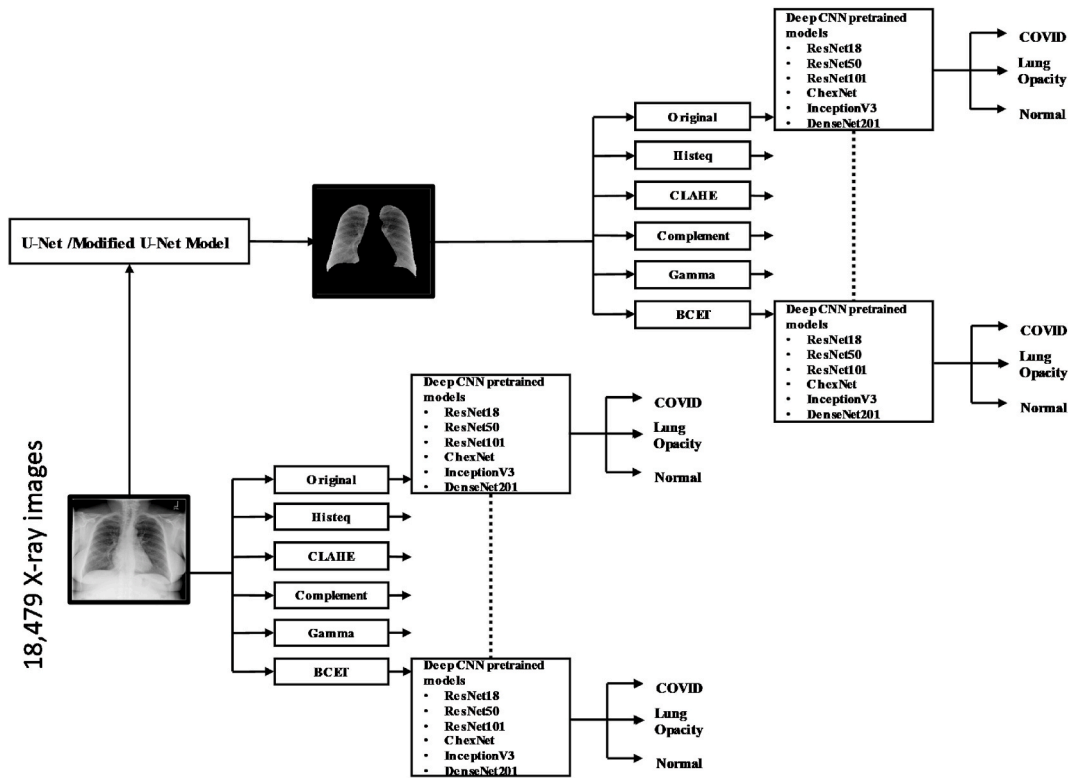 Deep CNN pretrained
models
• ResNet18
• ResNet50
• ResNet101
• ChexNet
• InceptionV3
• DenseNet201
COVID
Lung
Opacity
Normal
Original
Histeq
CLAHE
Complement
Gamma
BCET
U-Net /Modified U-Net Model
Deep CNN pretrained
models
• ResNet18
• ResNet50
• ResNet101
• ChexNet
• InceptionV3
• DenseNet201
COVID
Lung
Opacity
Normal
18,479 X-ray images
Original
Histeq
CLAHE
Complement
Gamma
BCET
Deep CNN pretrained
models
• ResNet18
• ResNet50
• ResNet101
• ChexNet
• InceptionV3
• DenseNet201
COVID
Lung
Opacity
Normal
Deep CNN pretrained
models
• ResNet18
• ResNet50
• ResNet101
• ChexNet
• InceptionV3
• DenseNet201
COVID
Lung
Opacity
Normal